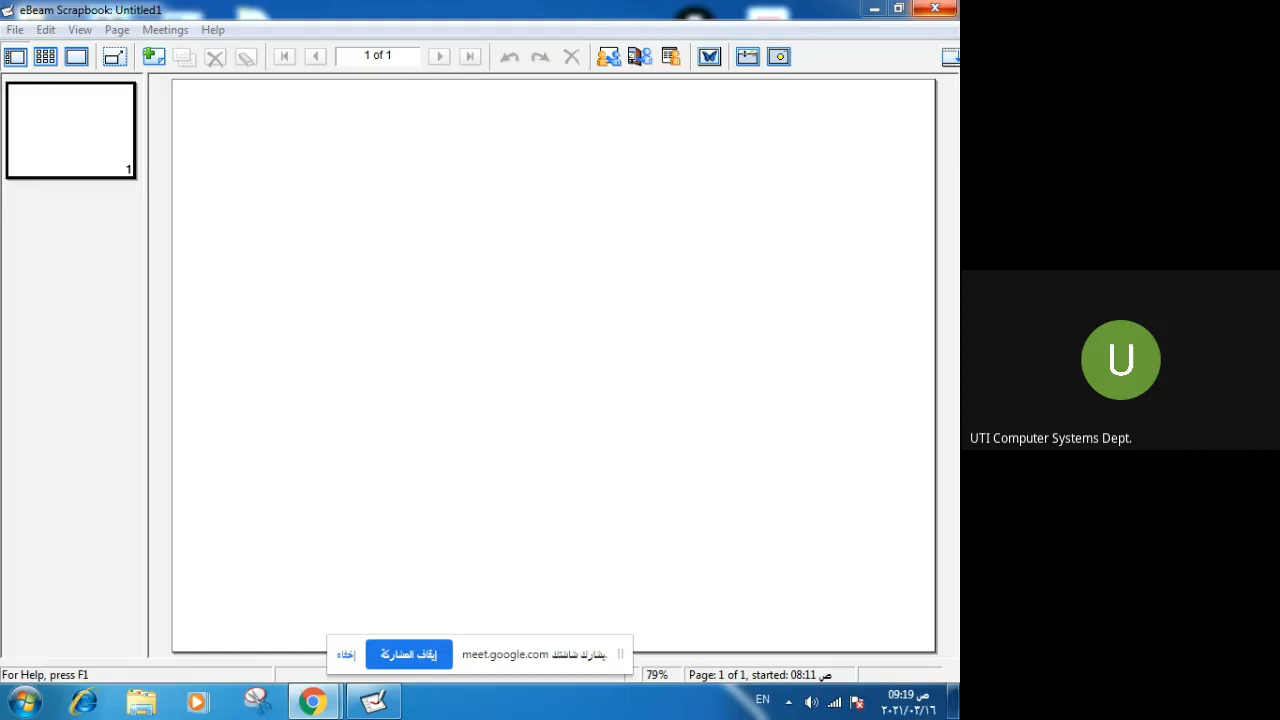 eBeam Scrapbook: Untitled1
File Edit View Page Meetings Help
1 of 1
1
U
UTI Computer Systems Dept.
يشارك شاشتك meet.google.com
إيقاف المشاركة
إخفاء
For Help, press F1
79%
Page: 1 of 1, started: 08:11 ص
EN
09:19 ص
٢٠٢١/٠٣/١٦